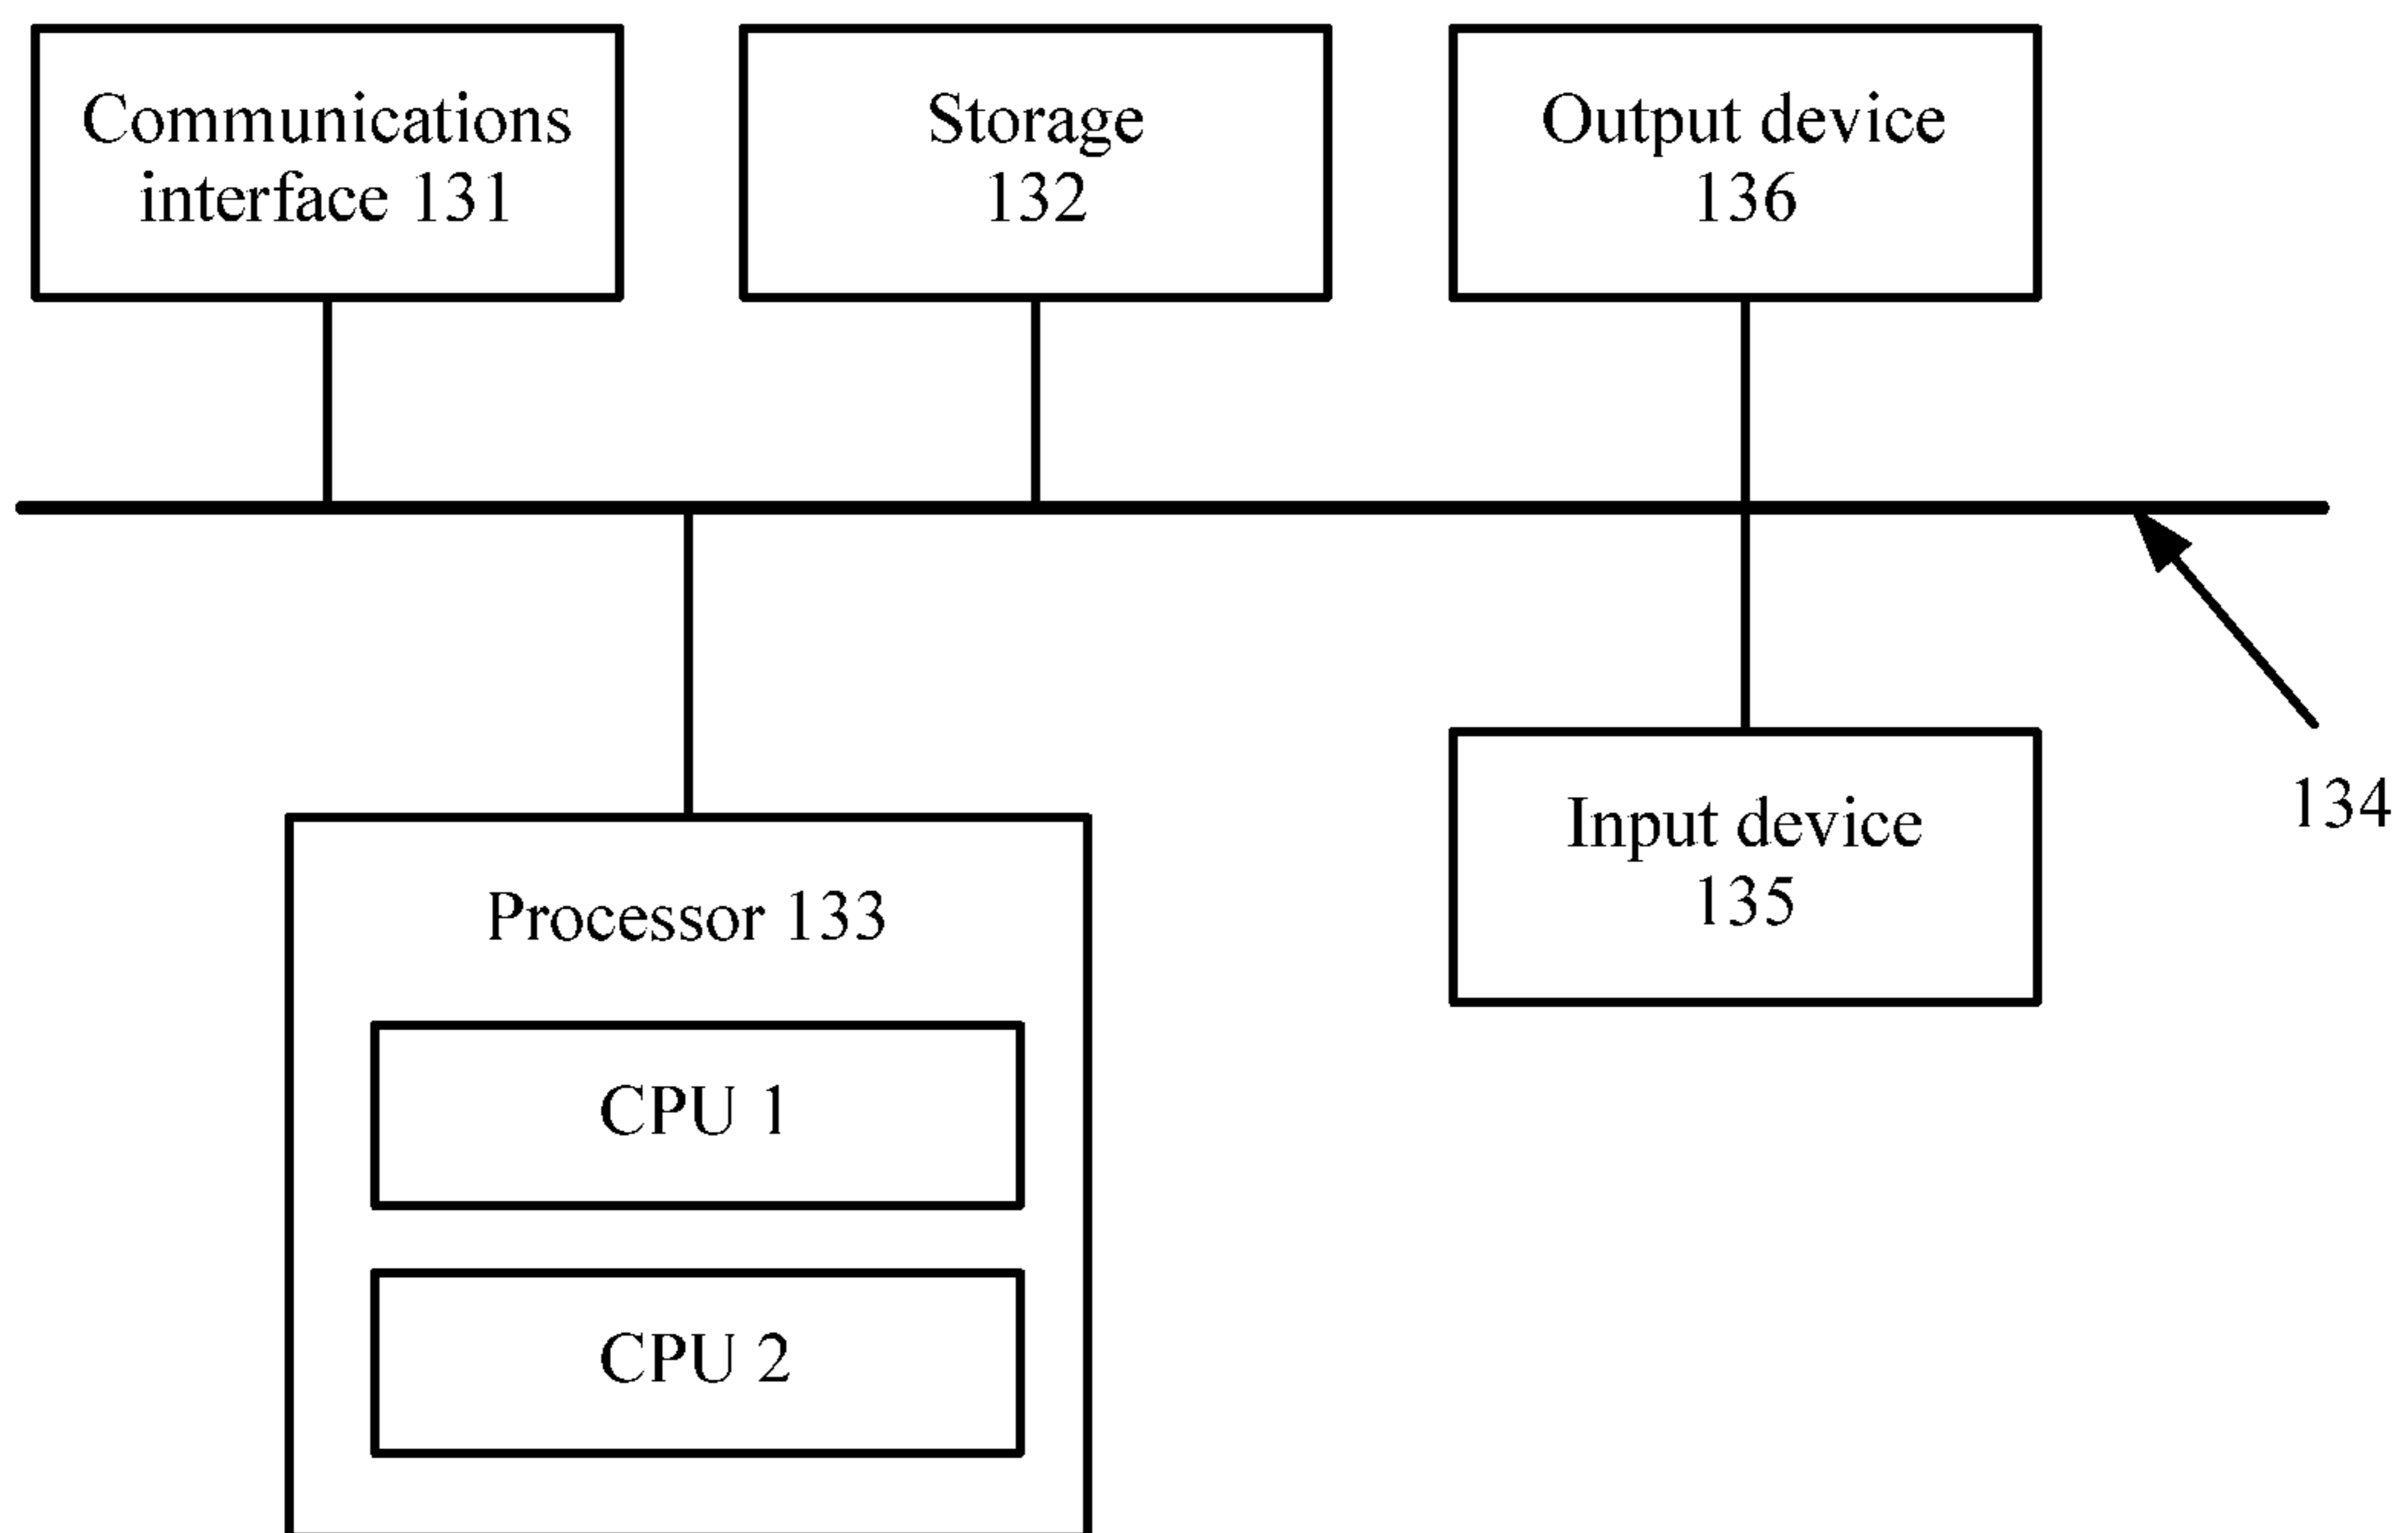 Communications
interface 131
Storage
132
Output device
136
134
Input device
135
Processor 133
CPU 1
CPU 2